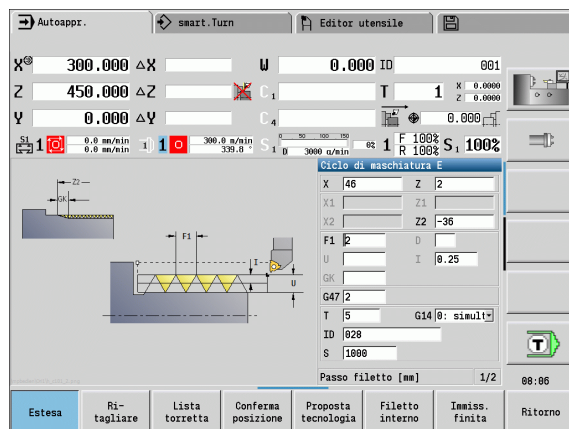 Autoappr.
smart.Turn
Editor utensile
X 300.000 ΔX W 0.000 ID 001
Z 450.000 ΔZ C 1 T 1 X 0.0000
Z 0.0000
Y 0.000 ΔY C 4 0.000
S1 1 0.0 mm/min 1 300.0 m/min S 1 0 50 100 150 0% 1 F 100% S 1 100%
0.0 mm/min 339.8 ° D 3000 U/min R 100%
Ciclo di maschiatura E
X 46 Z 2
X1 Z1
X2 Z2 -36
F1 2 D
U I 0.25
GK
G47 2
T 5 G14 0: simult
ID 028
S 1000
Passo filetto [mm] 1/2
Z2
GK
F1
I
U
T
08:06
Estesa
Ri-
tagliare
Lista
torretta
Conferma
posizione
Proposta
tecnologia
Filetto
interno
Immiss.
finita
Ritorno